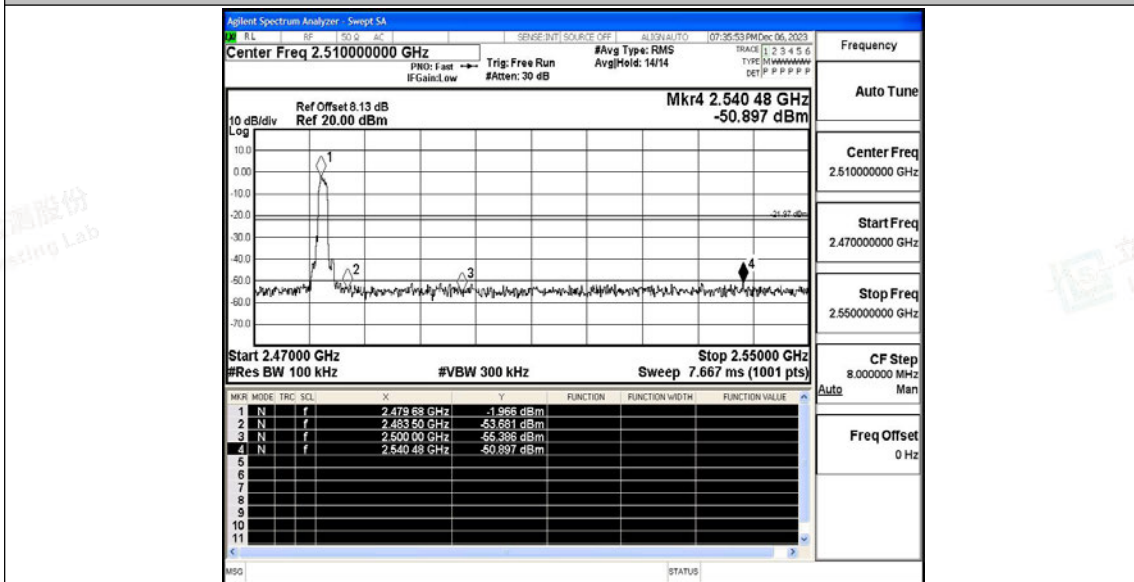 Agilent Spectrum Analyzer - Swept SA
RL RF 50 Ω AC SENSE:INT SOURCE OFF ALIGN AUTO 07:35:53 PM Dec 06, 2023
Center Freq 2.510000000 GHz
PNO: Fast
IFGain:Low
Trig: Free Run
#Atten: 30 dB
#Avg Type: RMS
Avg|Hold: 14/14
TRACE 1 2 3 4 5 6
TYPE M W W W W W
DET P P P P P P
Ref Offset 8.13 dB
10 dB/div Ref 20.00 dBm
Log
Mkr4 2.540 48 GHz
-50.897 dBm
10.0
0.00
-10.0
-20.0
-30.0
-40.0
-50.0
-60.0
-70.0
1
2
3
4
-21.97 dBm
Start 2.47000 GHz Stop 2.55000 GHz
#Res BW 100 kHz #VBW 300 kHz Sweep 7.667 ms (1001 pts)
MKR MODE TRC SCL X Y FUNCTION FUNCTION WIDTH FUNCTION VALUE
1 N f 2.479 68 GHz -1.966 dBm
2 N f 2.483 50 GHz -53.681 dBm
3 N f 2.500 00 GHz -55.386 dBm
4 N f 2.540 48 GHz -50.897 dBm
5
6
7
8
9
10
11
MSG STATUS
Frequency
Auto Tune
Center Freq
2.510000000 GHz
Start Freq
2.470000000 GHz
Stop Freq
2.550000000 GHz
CF Step
8.000000 MHz
Auto Man
Freq Offset
0 Hz
测股份
sting Lab
立